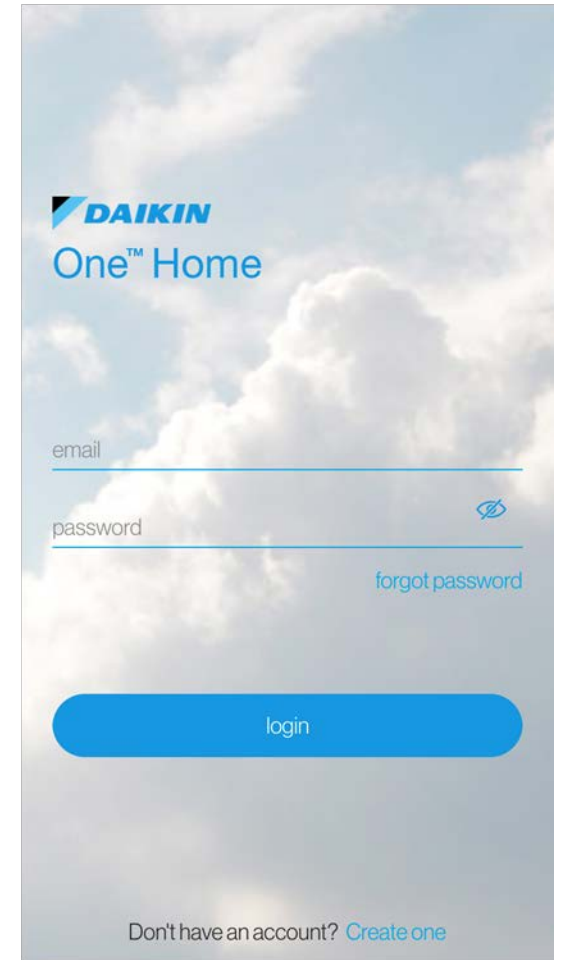 DAIKIN
One™ Home
email
password
forgot password
login
Don't have an account? Create one